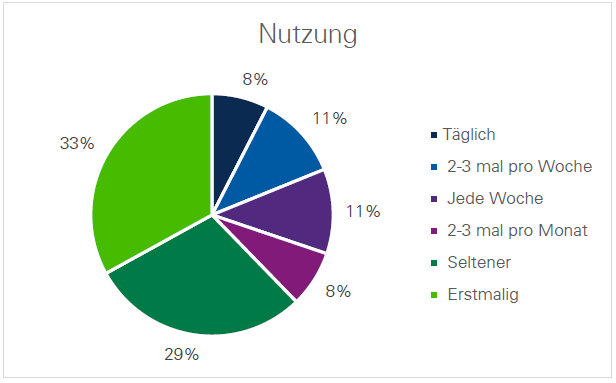 Nutzung
8%
11%
33%
11%
8%
29%
Täglich
2-3 mal pro Woche
Jede Woche
2-3 mal pro Monat
Seltener
Erstmalig